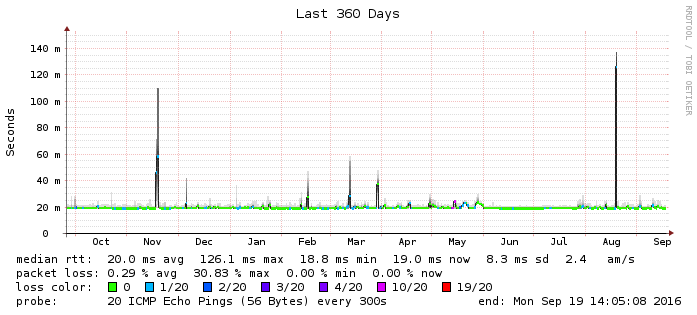 Last 360 Days
RRDTOOL / TOBI OETIKER
Seconds
140 m
120 m
100 m
80 m
60 m
40 m
20 m
0
Oct Nov Dec Jan Feb Mar Apr May Jun Jul Aug Sep
median rtt: 20.0 ms avg 126.1 ms max 18.8 ms min 19.0 ms now 8.3 ms sd 2.4 am/s
packet loss: 0.29 % avg 30.83 % max 0.00 % min 0.00 % now
loss color: 0 1/20 2/20 3/20 4/20 10/20 19/20
probe: 20 ICMP Echo Pings (56 Bytes) every 300s end: Mon Sep 19 14:05:08 2016